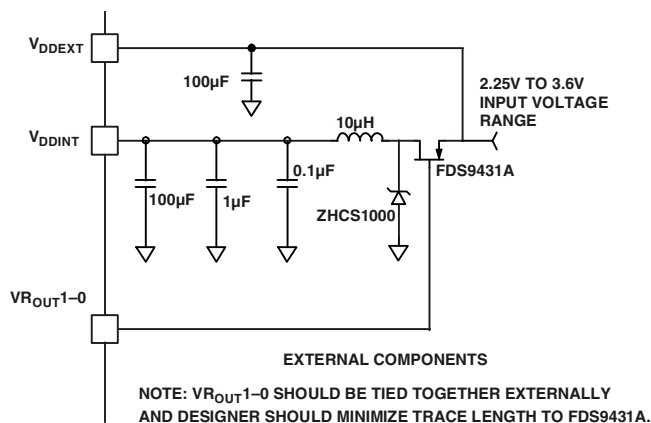 VDDEXT
100µF
2.25V TO 3.6V
INPUT VOLTAGE
RANGE
VDDINT
10µH
FDS9431A
100µF
1µF
0.1µF
ZHCS1000
VROUT1–0
EXTERNAL COMPONENTS
NOTE: VROUT1–0 SHOULD BE TIED TOGETHER EXTERNALLY
AND DESIGNER SHOULD MINIMIZE TRACE LENGTH TO FDS9431A.